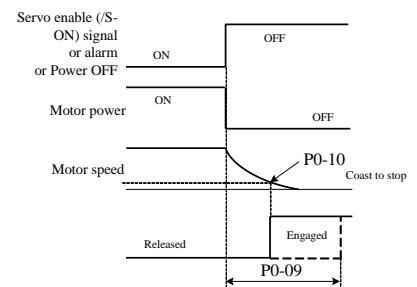 Servo enable (/S-
ON) signal
or alarm
or Power OFF
ON
OFF
Motor power
ON
OFF
Motor speed
P0-10
Coast to stop
Released
Engaged
P0-09